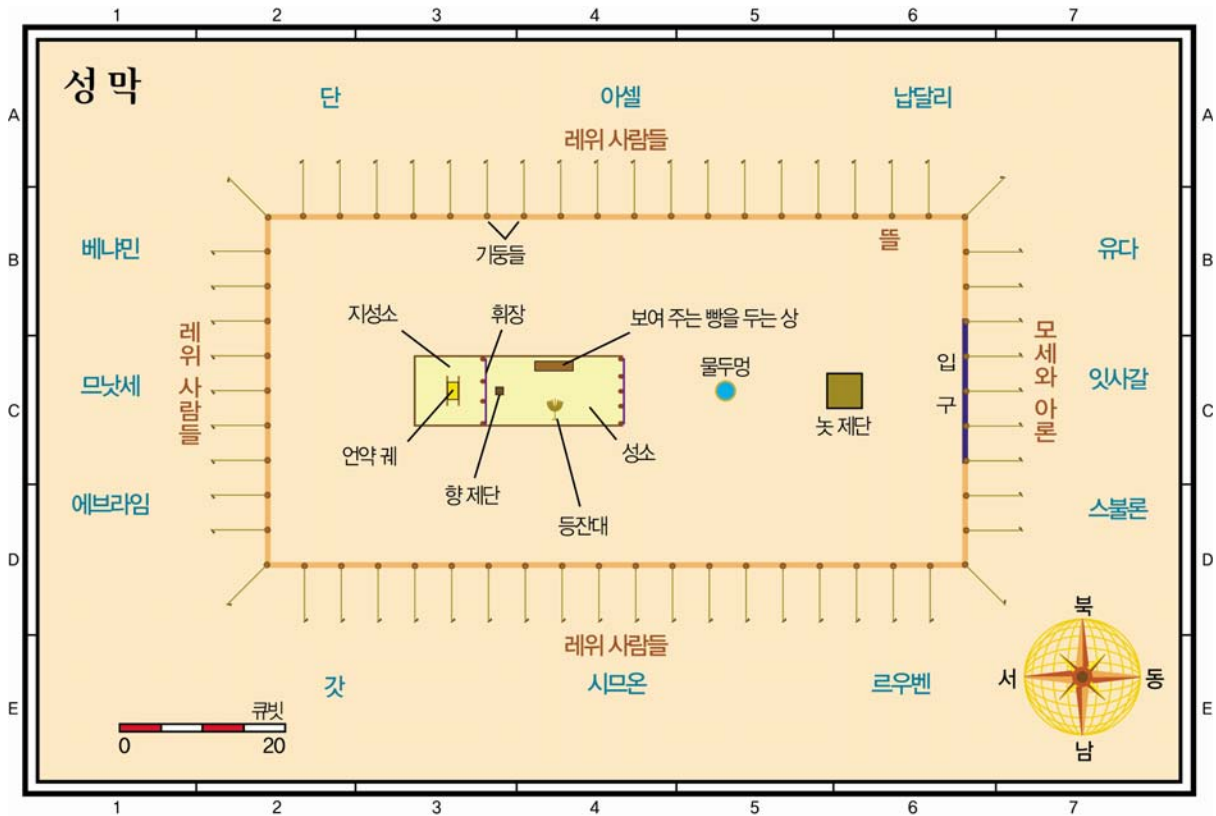 1 2 3 4 5 6 7
성막
단 아셀 납달리
A A
레위 사람들
뜰
베냐민 유다
기둥들
B B
지성소 휘장 보여 주는 빵을 두는 상
레위 사람들
모세와 아론
입구
물두멍
므낫세 잇사갈
C C
놋 제단
언약 궤 성소
향 제단
에브라임 스불론
등잔대
D D
북
레위 사람들
서 동
갓 시므온 르우벤
E E
큐빗
0 20
남
1 2 3 4 5 6 7